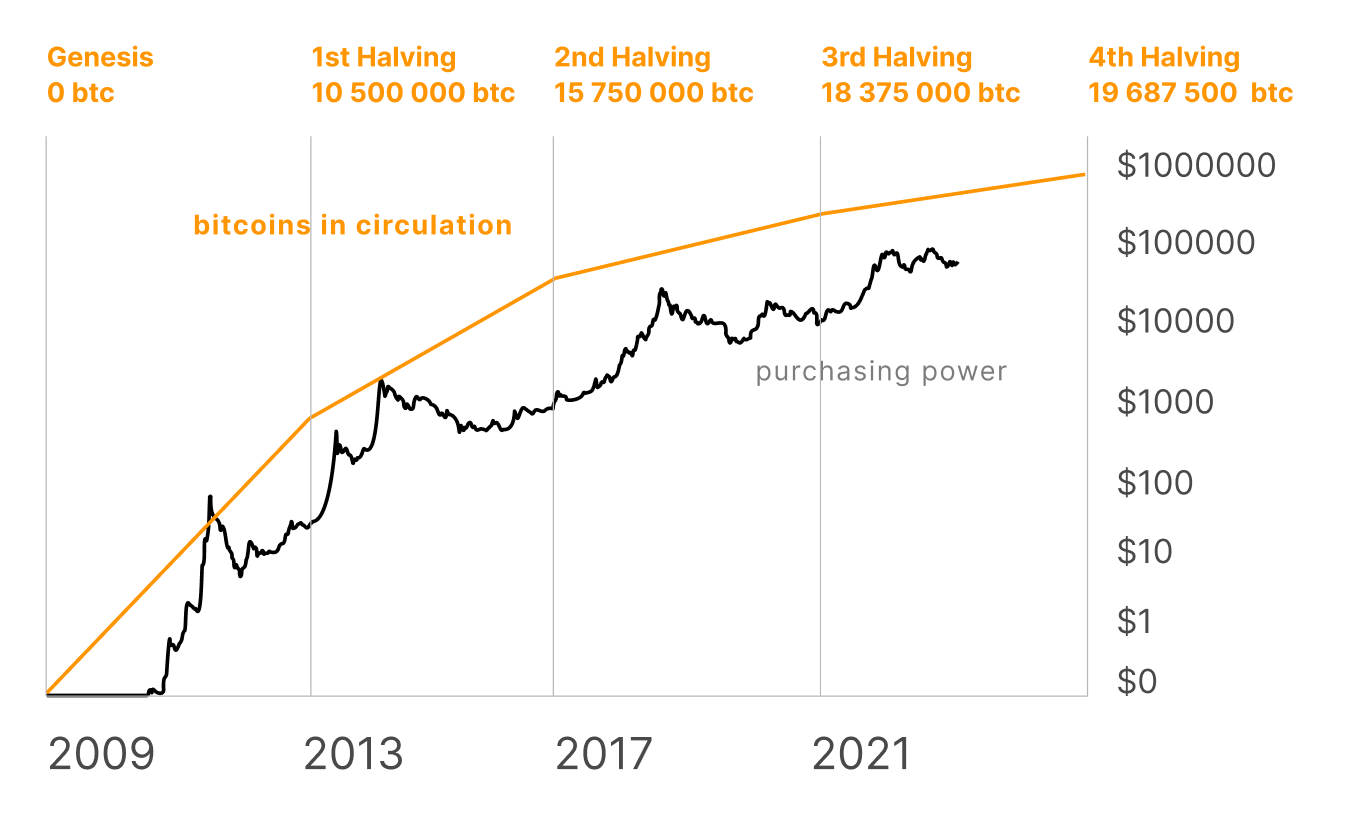 Genesis
0 btc
1st Halving
10 500 000 btc
2nd Halving
15 750 000 btc
3rd Halving
18 375 000 btc
4th Halving
19 687 500  btc
$1000000
bitcoins in circulation
$100000
$10000
purchasing power
$1000
$100
$10
$1
$0
2009
2013
2017
2021